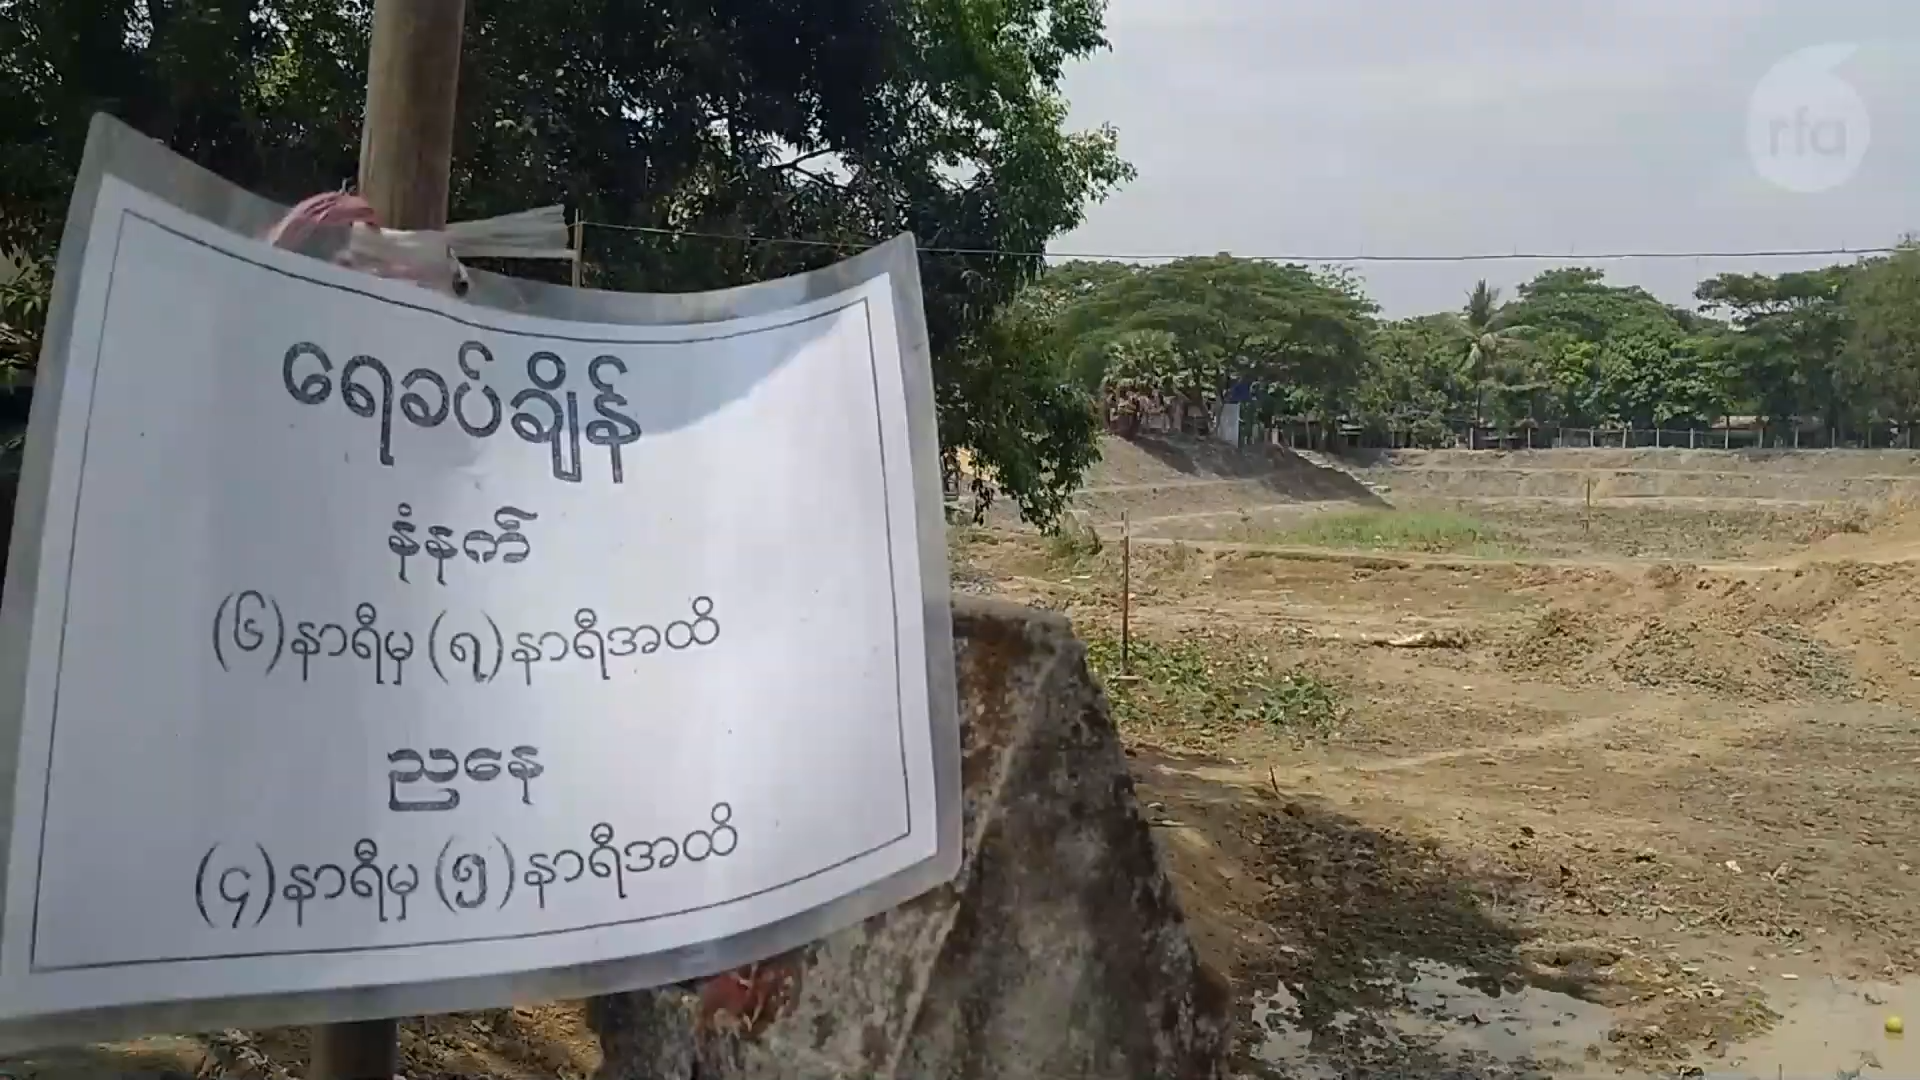 ရေခပ်ချိန်
နံနက်
(၆)နာရီမှ (၇)နာရီအထိ
ညနေ
(၄)နာရီမှ (၅)နာရီအထိ
rfa